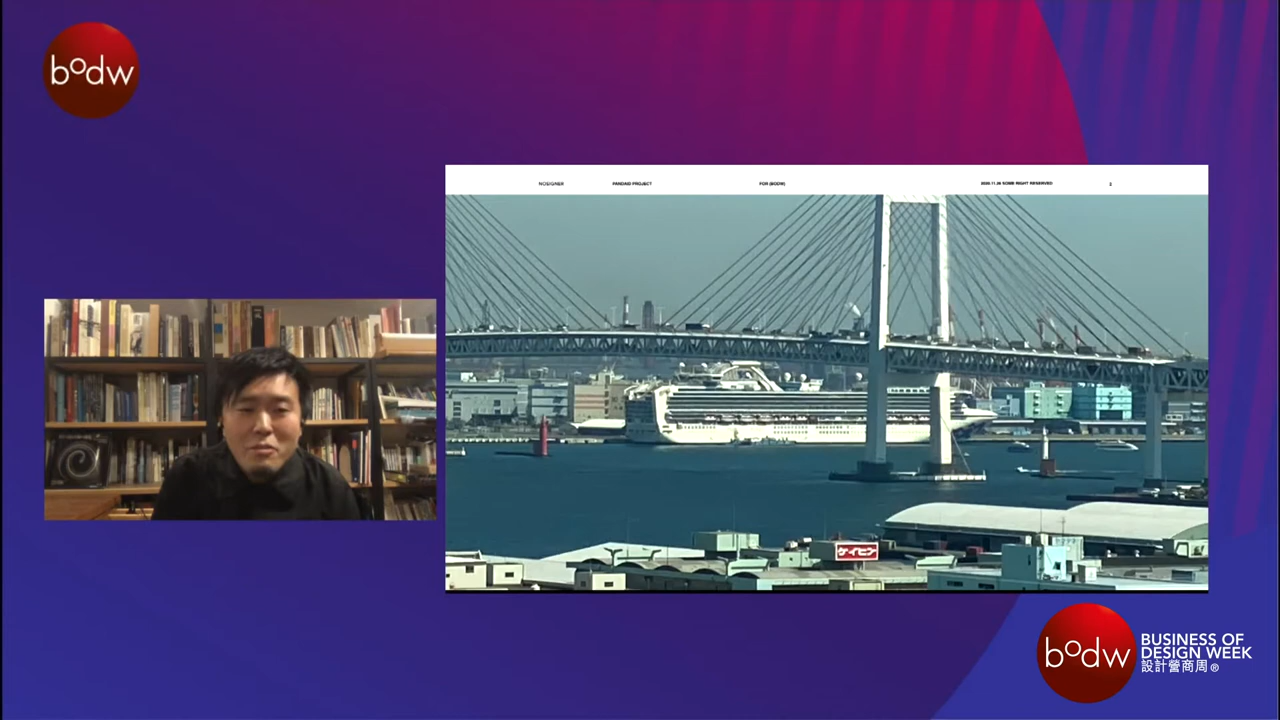 bodw
NOSIGNER
PANDAID PROJECT
FOR (BODW)
2020.11.26 SOME RIGHT RESERVED
2
ケイヒン
bodw
BUSINESS OF
DESIGN WEEK
設計營商周®